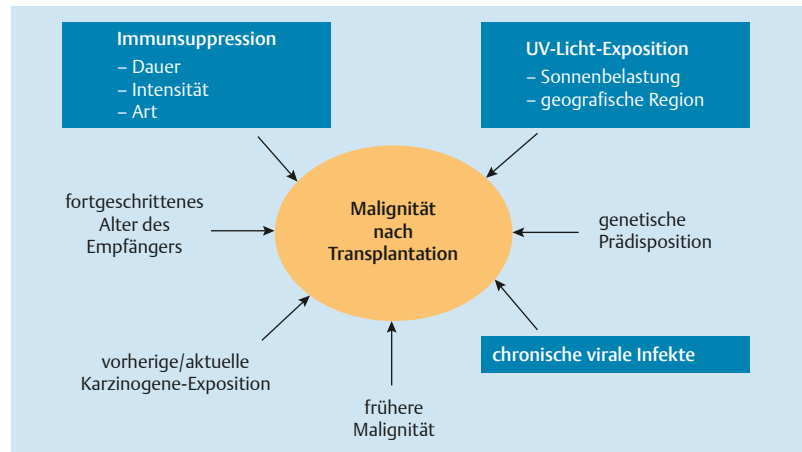 Immunsuppression
– Dauer
– Intensität
– Art
UV-Licht-Exposition
– Sonnenbelastung
– geografische Region
fortgeschrittenes
Alter des
Empfängers
Malignität
nach
Transplantation
genetische
Prädisposition
vorherige/aktuelle
Karzinogene-Exposition
frühere
Malignität
chronische virale Infekte